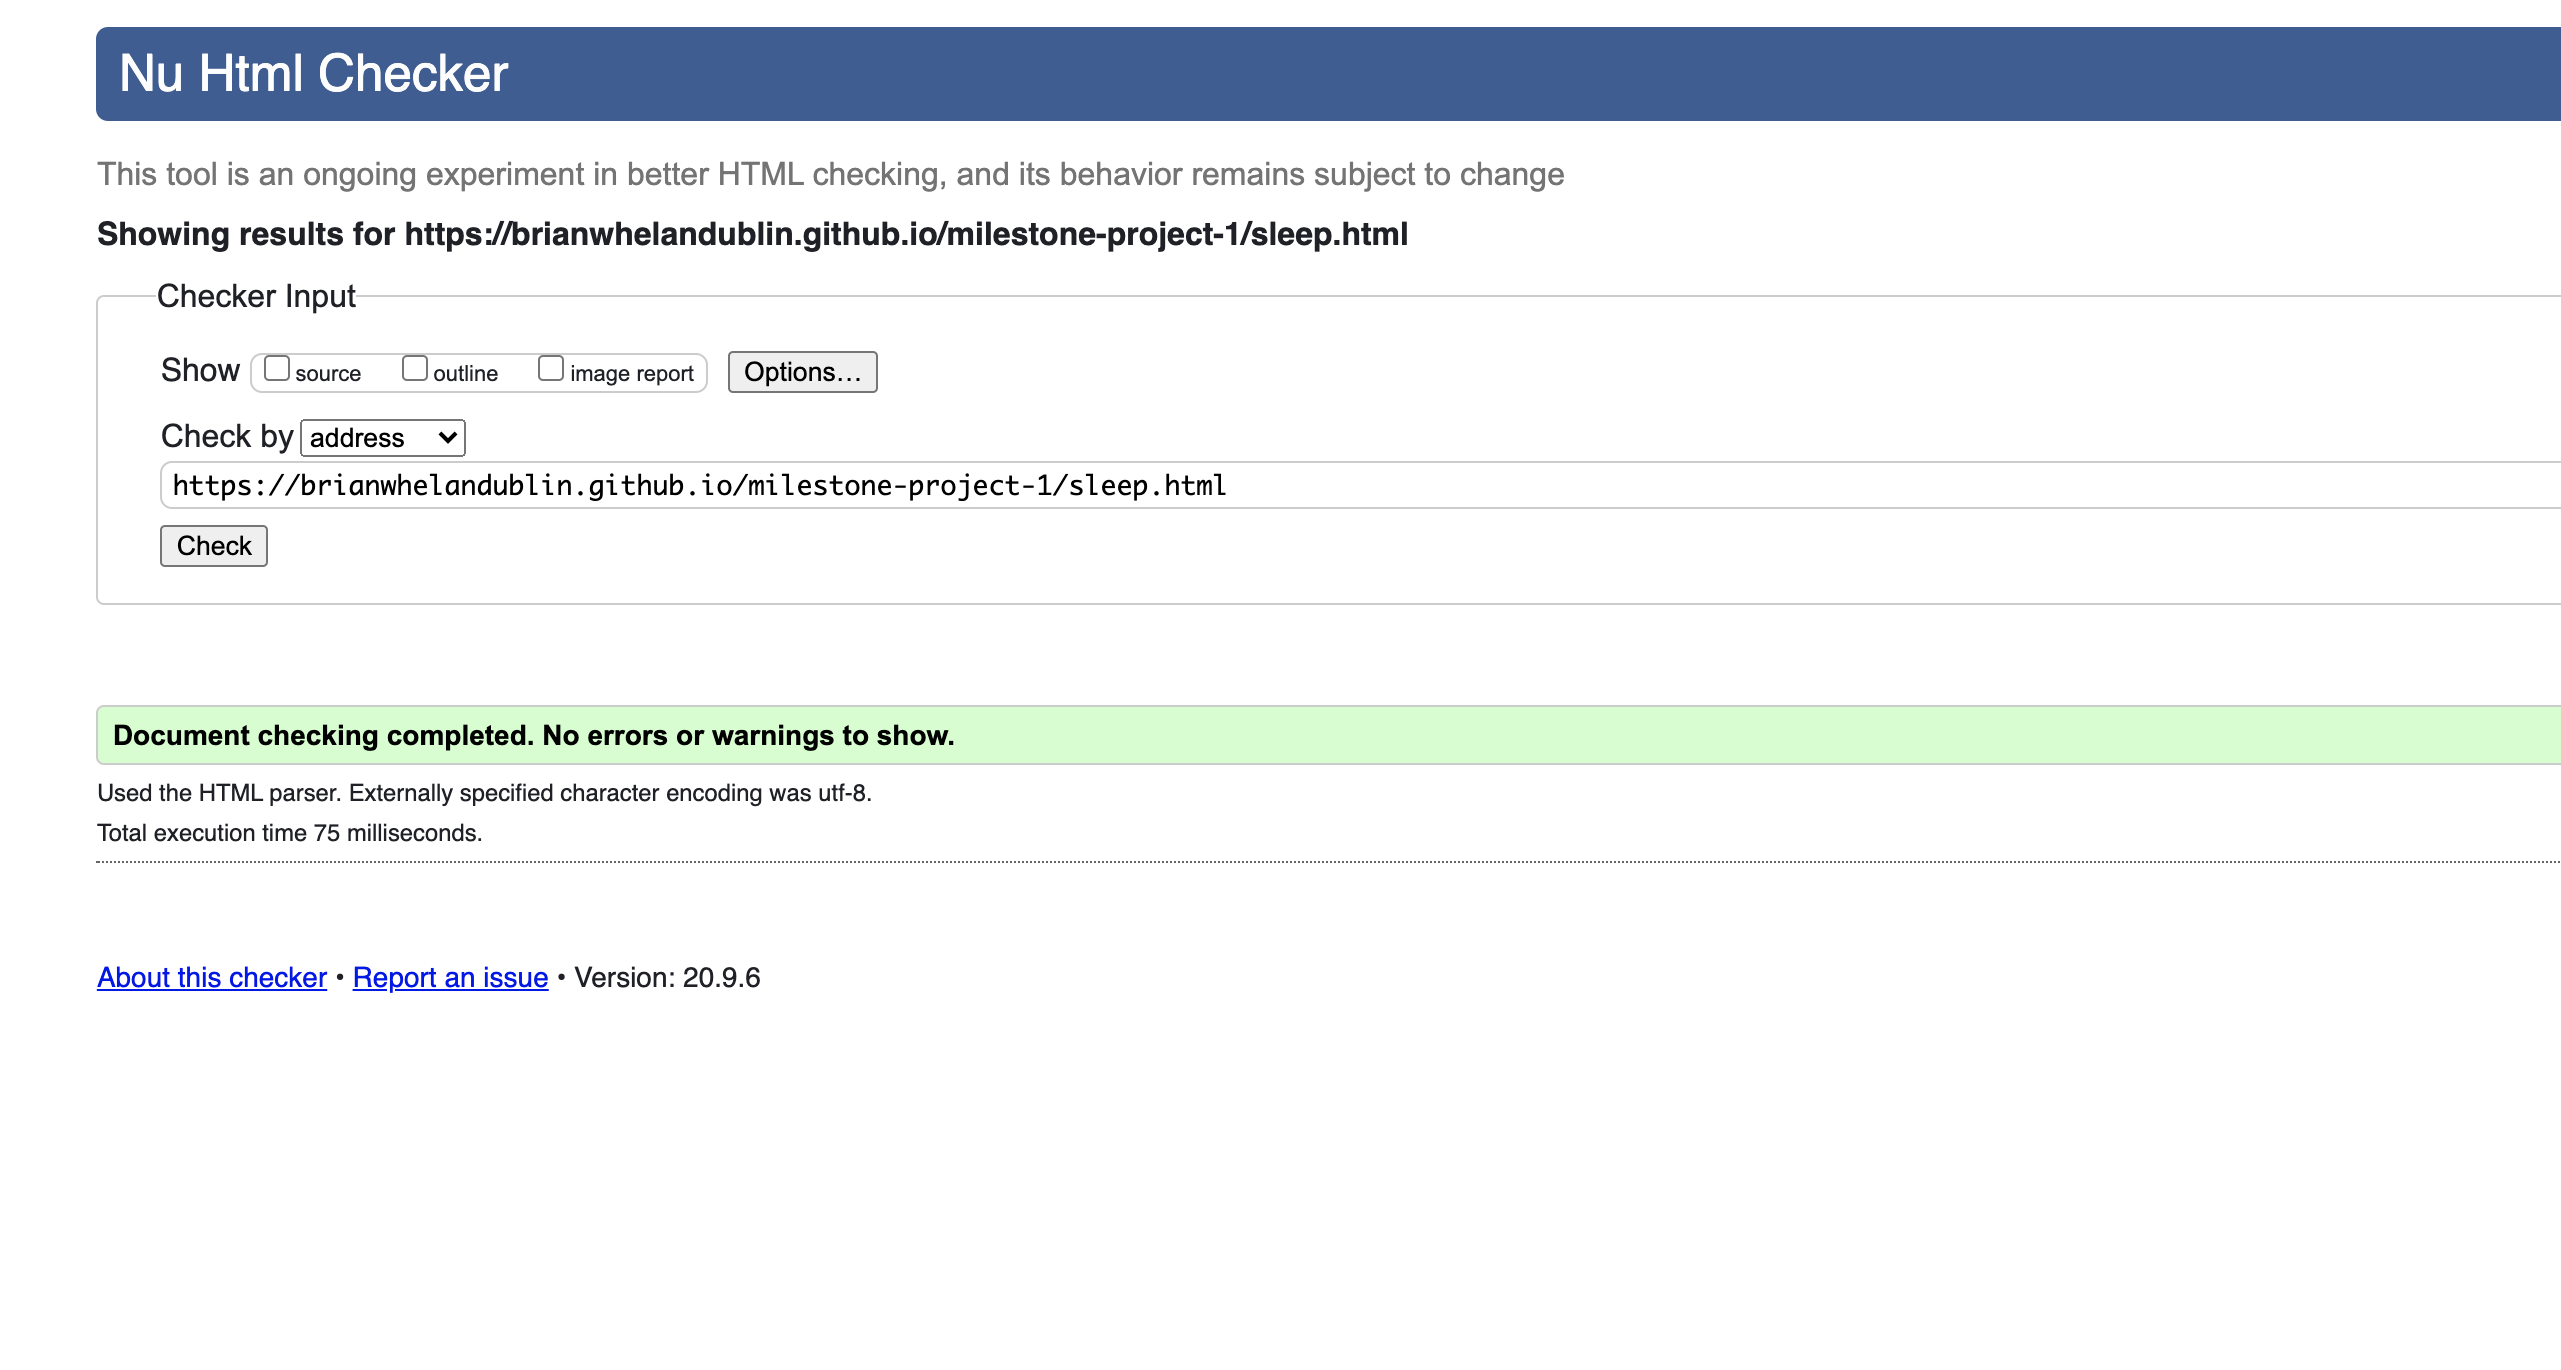 Nu Html Checker
This tool is an ongoing experiment in better HTML checking, and its behavior remains subject to change
Showing results for https://brianwhelandublin.github.io/milestone-project-1/sleep.html
Checker Input
Show source outline image report Options...
Check by address
https://brianwhelandublin.github.io/milestone-project-1/sleep.html
Check
Document checking completed. No errors or warnings to show.
Used the HTML parser. Externally specified character encoding was utf-8.
Total execution time 75 milliseconds.
About this checker • Report an issue • Version: 20.9.6